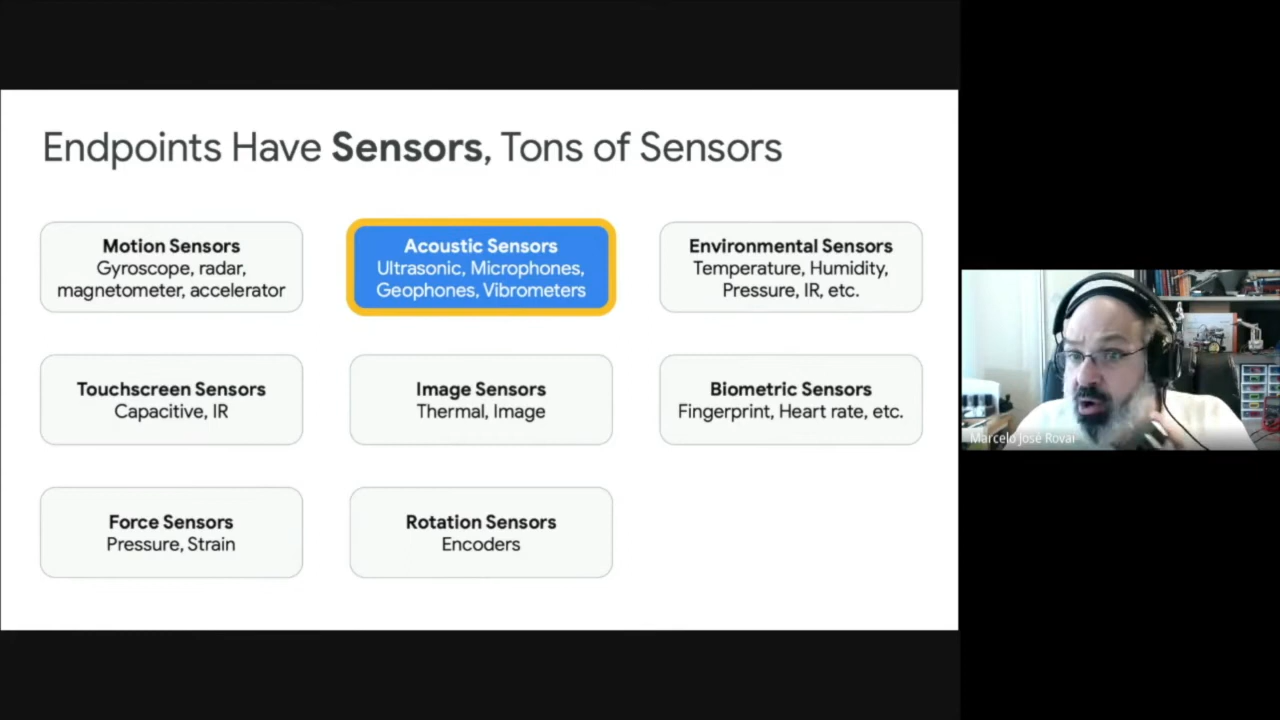 Endpoints Have Sensors, Tons of Sensors
Motion Sensors
Gyroscope, radar,
magnetometer, accelerator
Acoustic Sensors
Ultrasonic, Microphones,
Geophones, Vibrometers
Environmental Sensors
Temperature, Humidity,
Pressure, IR, etc.
Touchscreen Sensors
Capacitive, IR
Image Sensors
Thermal, Image
Biometric Sensors
Fingerprint, Heart rate, etc.
Force Sensors
Pressure, Strain
Rotation Sensors
Encoders
Marcelo José Rovai